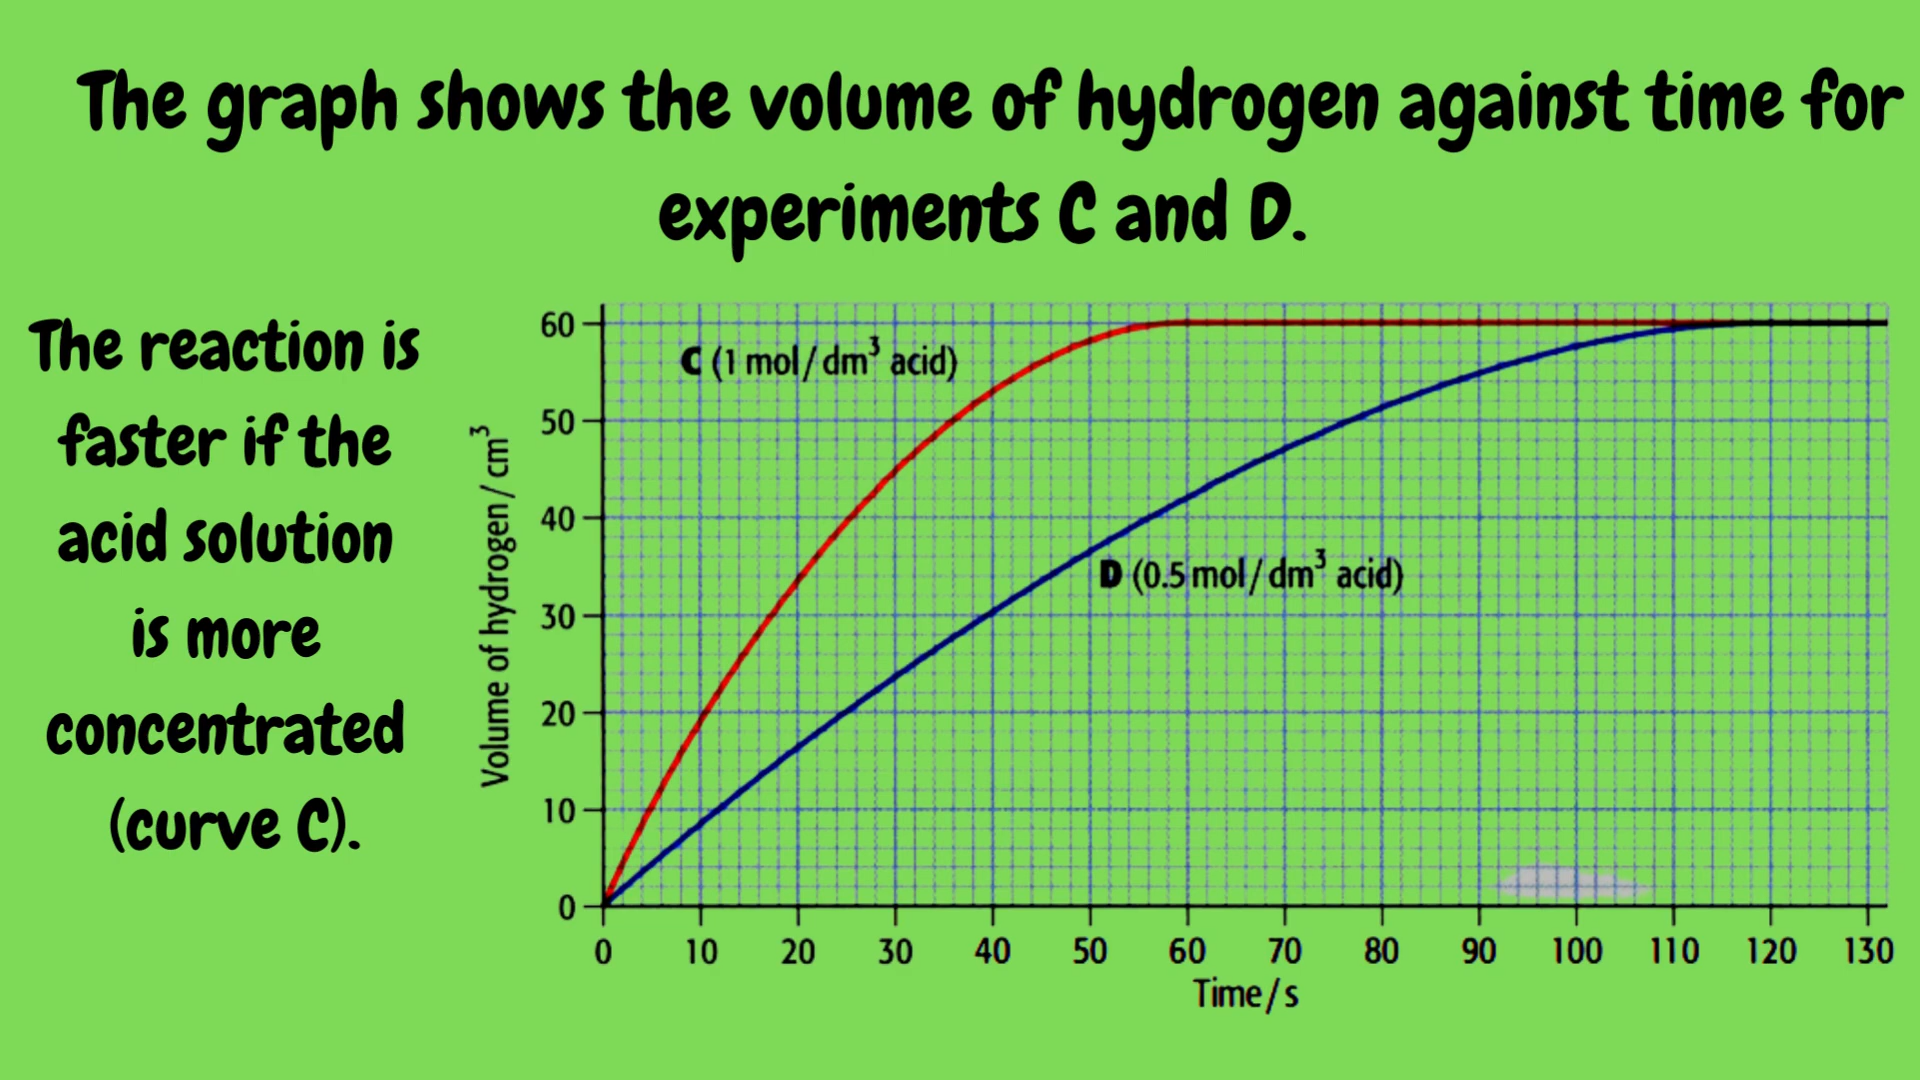 The graph shows the volume of hydrogen against time for
experiments C and D.
The reaction is
faster if the
acid solution
is more
concentrated
(curve C).
Volume of hydrogen / cm³
60
50
40
30
20
10
0
C (1 mol / dm³ acid)
D (0.5 mol / dm³ acid)
0 10 20 30 40 50 60 70 80 90 100 110 120 130
Time / s